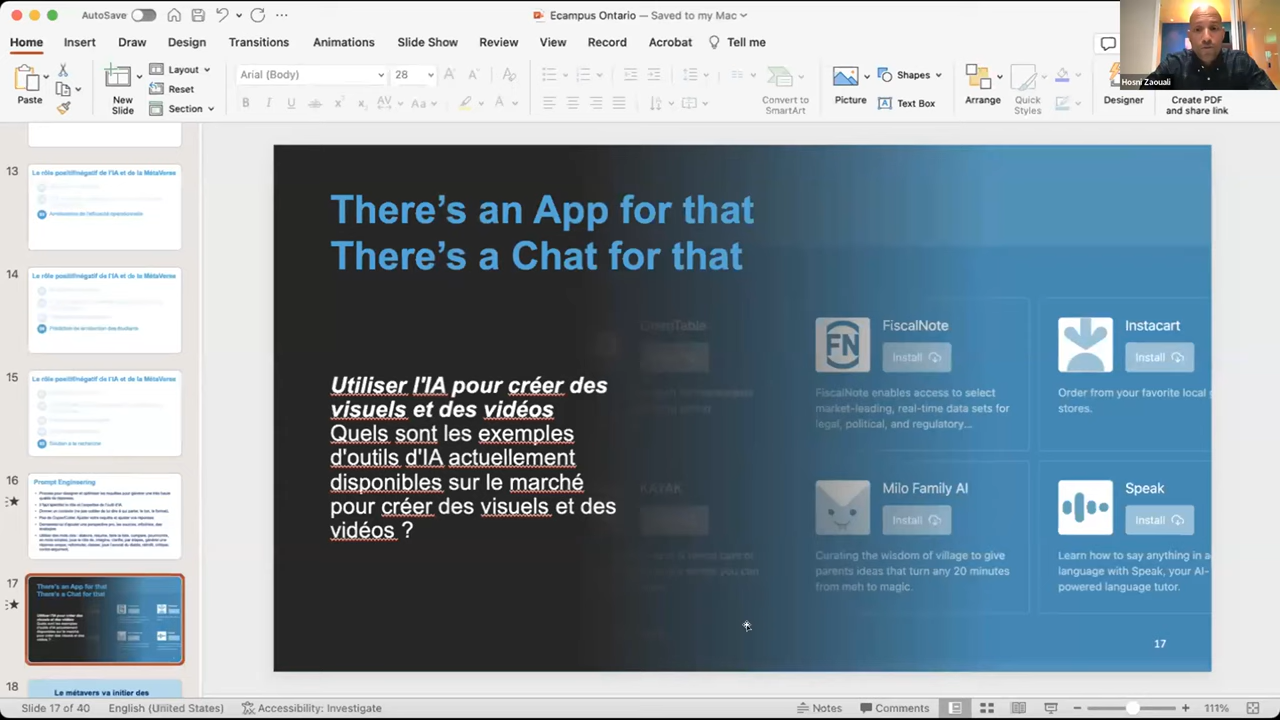 AutoSave
Ecampus Ontario — Saved to my Mac
Home Insert Draw Design Transitions Animations Slide Show Review View Record Acrobat Tell me
Hosni Zaouali
Paste
New Slide
Layout
Reset
Section
Arial (Body) 28
Convert to SmartArt
Picture
Shapes
Text Box
Arrange
Quick Styles
Designer
Create PDF and share link
13
Le rôle positif/négatif de l'IA et de la MétaVerse
14
Le rôle positif/négatif de l'IA et de la MétaVerse
15
Le rôle positif/négatif de l'IA et de la MétaVerse
16
Prompt Engineering
17
There's an App for that
There's a Chat for that
18
Le métavers va initier des
There’s an App for that
There’s a Chat for that
Utiliser l'IA pour créer des
visuels et des vidéos
Quels sont les exemples
d'outils d'IA actuellement
disponibles sur le marché
pour créer des visuels et des
vidéos ?
OpenTable
FiscalNote
Install
FiscalNote enables access to select
market-leading, real-time data sets for
legal, political, and regulatory...
Instacart
Install
Order from your favorite local g
stores.
KAYAK
Milo Family AI
Install
Curating the wisdom of village to give
parents ideas that turn any 20 minutes
from meh to magic.
Speak
Install
Learn how to say anything in a
language with Speak, your AI-
powered language tutor.
17
Slide 17 of 40 English (United States) Accessibility: Investigate Notes Comments 111%